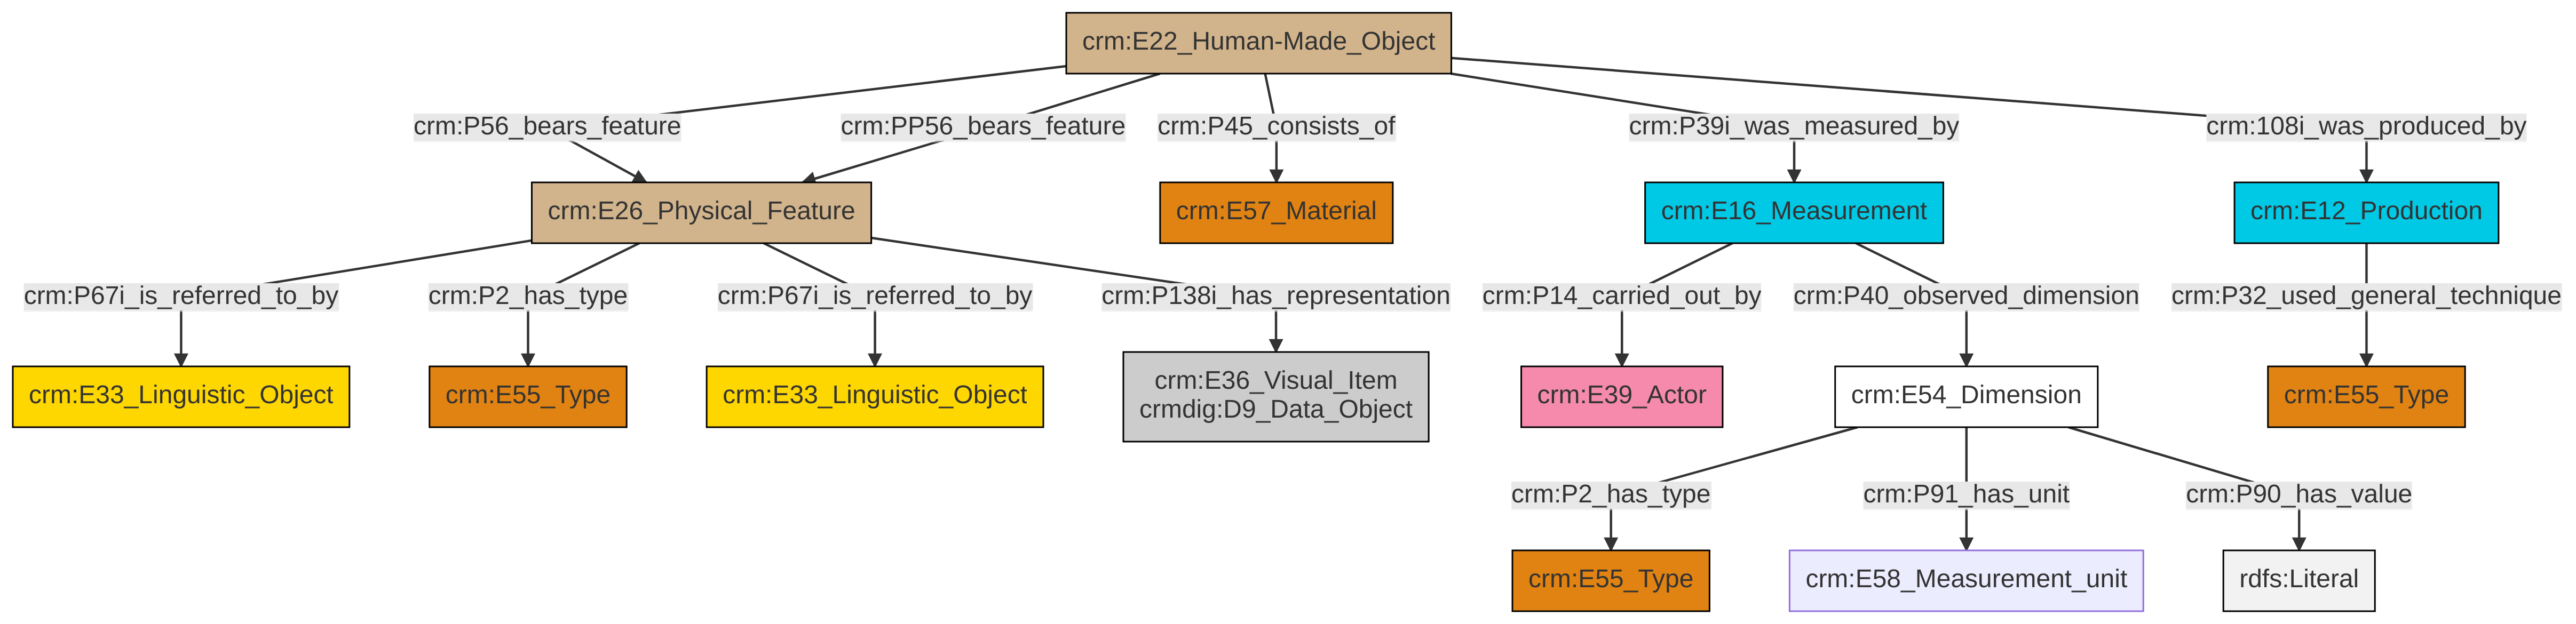 crm:E22_Human-Made_Object
crm:P56_bears_feature
crm:PP56_bears_feature
crm:P45_consists_of
crm:P39i_was_measured_by
crm:108i_was_produced_by
crm:E26_Physical_Feature
crm:E57_Material
crm:E16_Measurement
crm:E12_Production
crm:P67i_is_referred_to_by
crm:P2_has_type
crm:P67i_is_referred_to_by
crm:P138i_has_representation
crm:P14_carried_out_by
crm:P40_observed_dimension
crm:P32_used_general_technique
crm:E33_Linguistic_Object
crm:E55_Type
crm:E33_Linguistic_Object
crm:E36_Visual_Item
crmdig:D9_Data_Object
crm:E39_Actor
crm:E54_Dimension
crm:E55_Type
crm:P2_has_type
crm:P91_has_unit
crm:P90_has_value
crm:E55_Type
crm:E58_Measurement_unit
rdfs:Literal